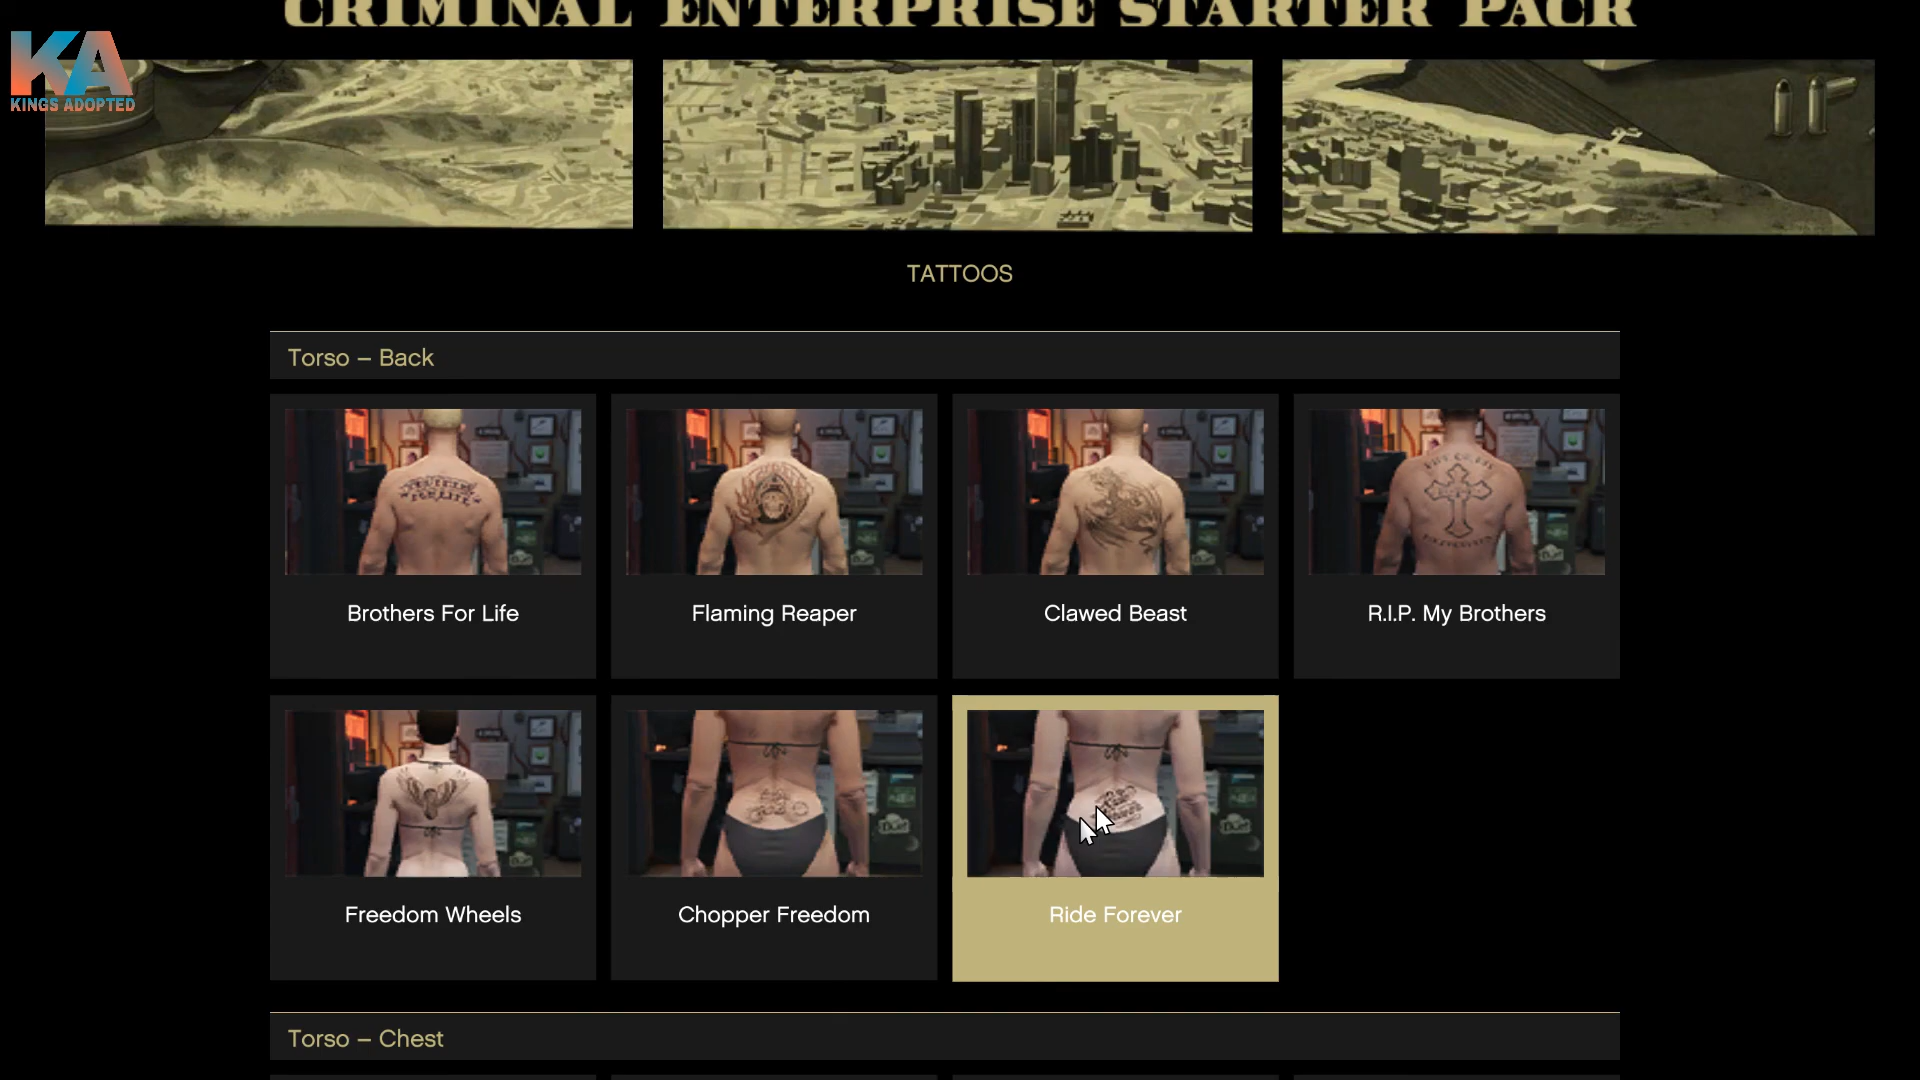 CRIMINAL ENTERPRISE STARTER PACK
KA
KINGS ADOPTED
TATTOOS
Torso – Back
Brothers For Life
Flaming Reaper
Clawed Beast
R.I.P. My Brothers
Freedom Wheels
Chopper Freedom
Ride Forever
Torso – Chest